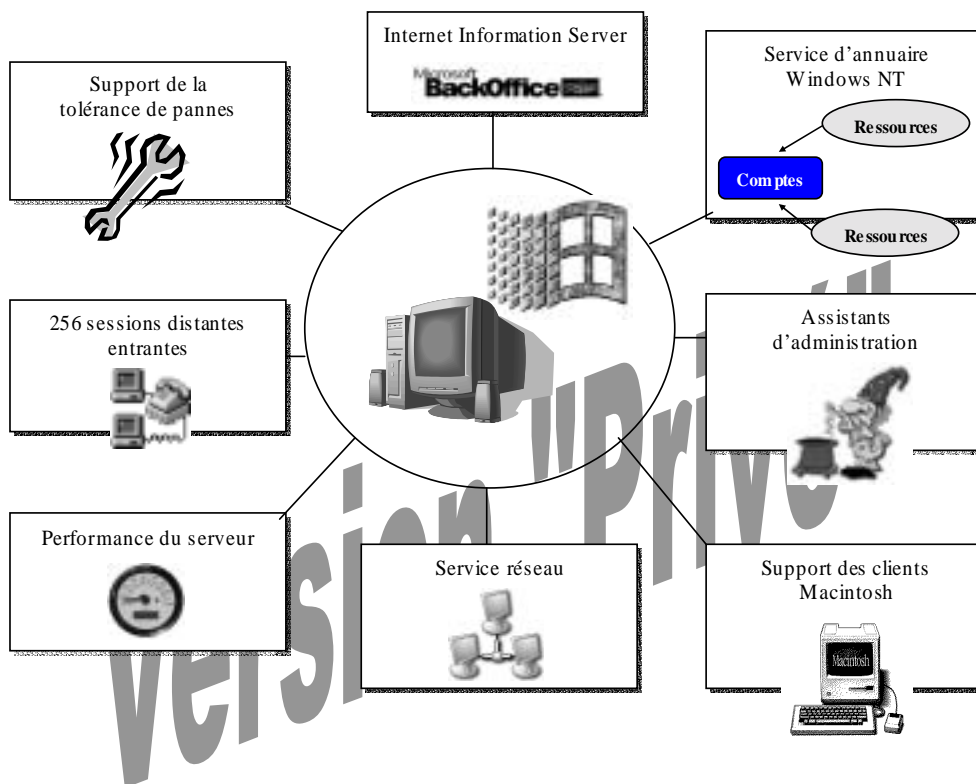 Internet Information Server
Microsoft
BackOffice
Service d'annuaire
Windows NT
Ressources
Comptes
Ressources
Support de la
tolérance de pannes
256 sessions distantes
entrantes
Assistants
d'administration
Performance du serveur
Service réseau
Support des clients
Macintosh
Macintosh
Version "Privé"